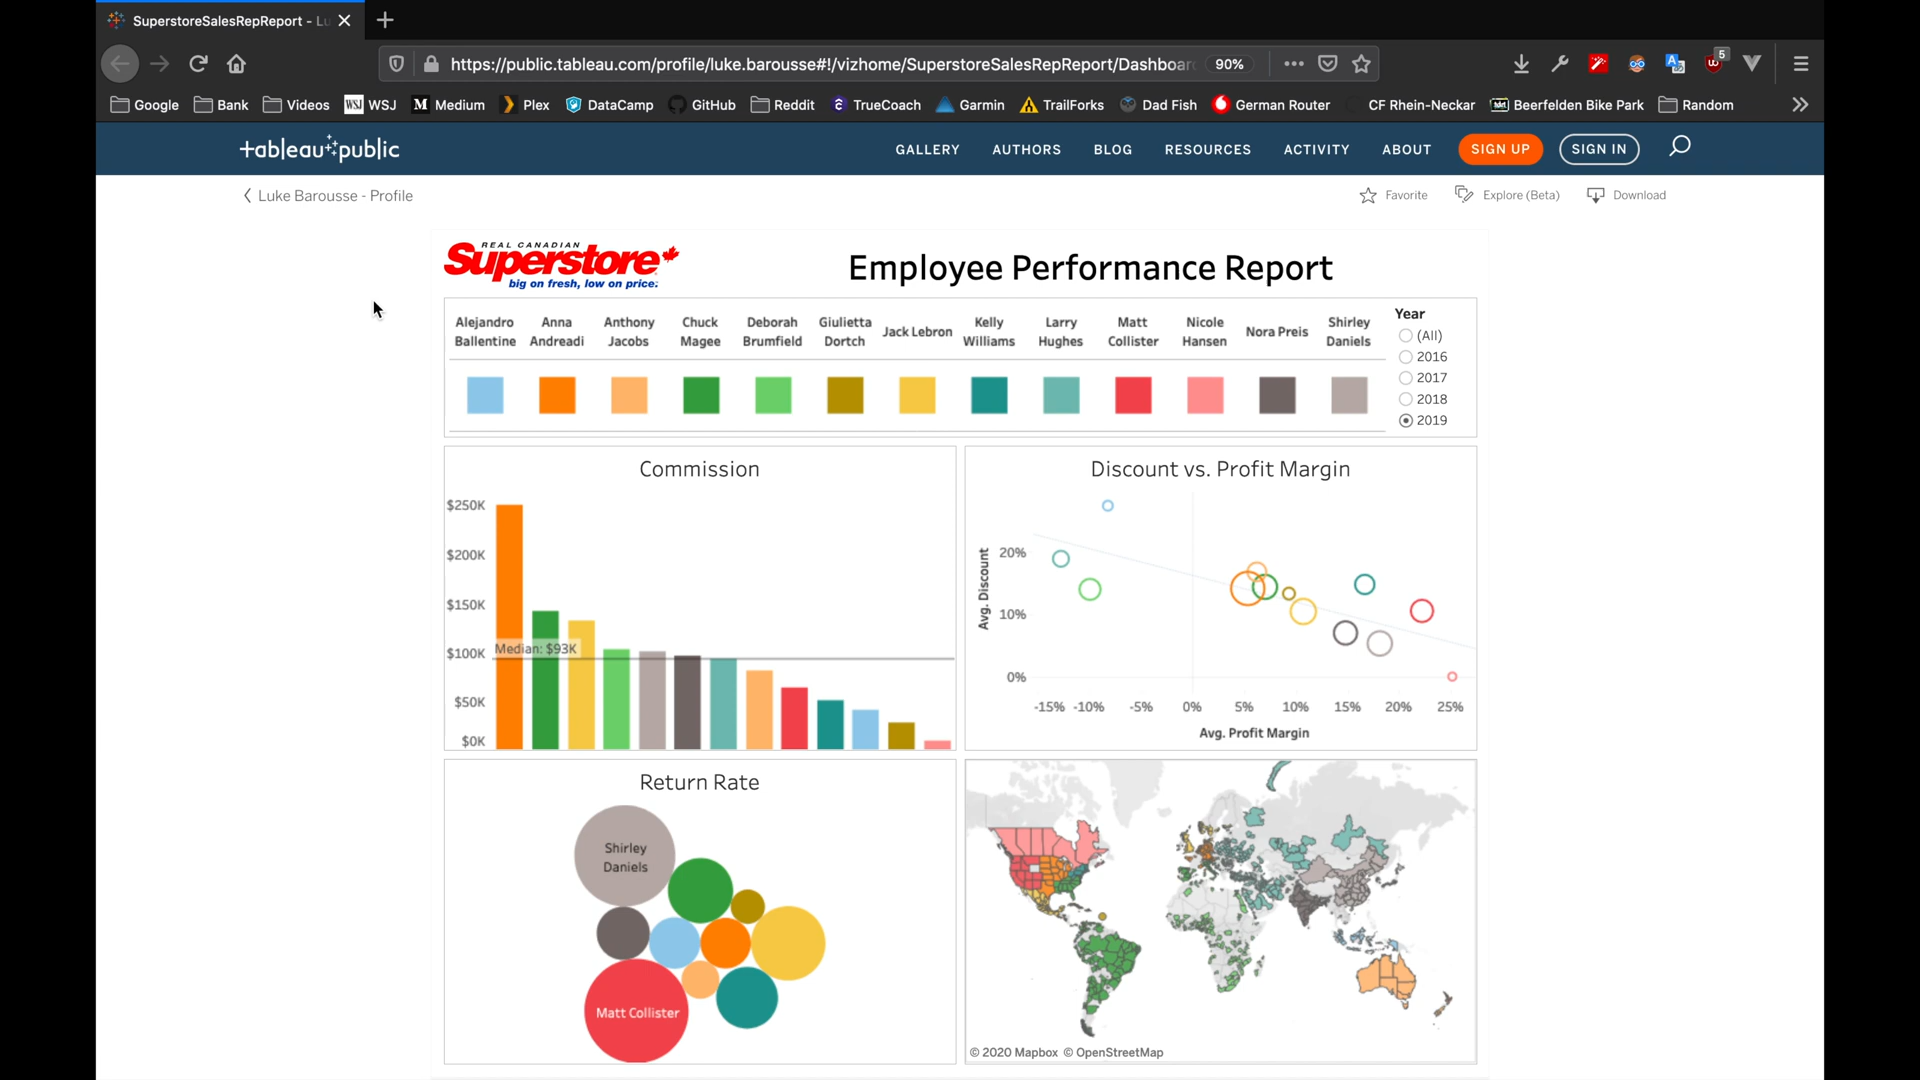 SuperstoreSalesRepReport - Lu
https://public.tableau.com/profile/luke.barousse#!/vizhome/SuperstoreSalesRepReport/Dashboar
90%
5
Google
Bank
Videos
WSJ WSJ
M Medium
Plex
DataCamp
GitHub
Reddit
TrueCoach
Garmin
TrailForks
Dad Fish
German Router
CF Rhein-Neckar
Beerfelden Bike Park
Random
+ableau public
GALLERY
AUTHORS
BLOG
RESOURCES
ACTIVITY
ABOUT
SIGN UP
SIGN IN
Luke Barousse - Profile
Favorite
Explore (Beta)
Download
REAL CANADIAN
Superstore
big on fresh, low on price.
Employee Performance Report
Alejandro Ballentine
Anna Andreadi
Anthony Jacobs
Chuck Magee
Deborah Brumfield
Giulietta Dortch
Jack Lebron
Kelly Williams
Larry Hughes
Matt Collister
Nicole Hansen
Nora Preis
Shirley Daniels
Year
(All)
2016
2017
2018
2019
Commission
$250K
$200K
$150K
$100K
$50K
$0K
Median: $93K
Discount vs. Profit Margin
Avg. Discount
20%
10%
0%
-15% -10% -5% 0% 5% 10% 15% 20% 25%
Avg. Profit Margin
Return Rate
Shirley
Daniels
Matt Collister
© 2020 Mapbox © OpenStreetMap